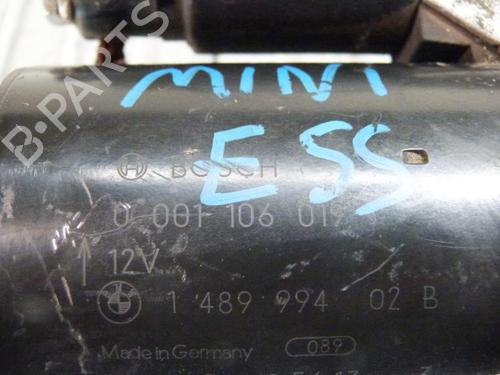 MINI
ESS
B-PARTS
BOSCH
0 001 106 019
12V
1 489 994 02 B
Made in Germany 089